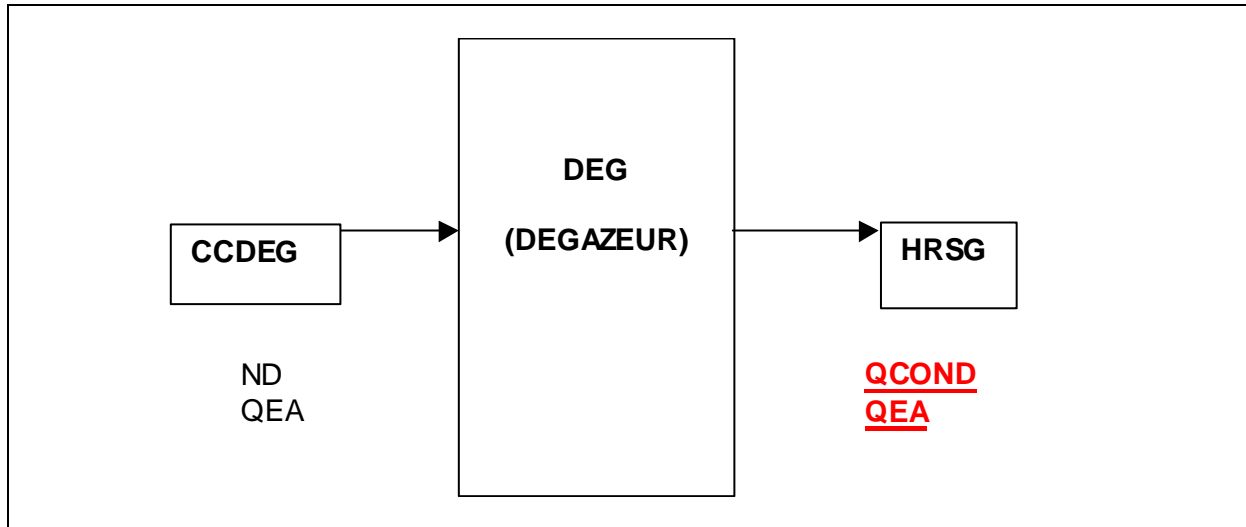 DEG
(DEGAZEUR)
CCDEG
HRSG
ND
QEA
QCOND
QEA